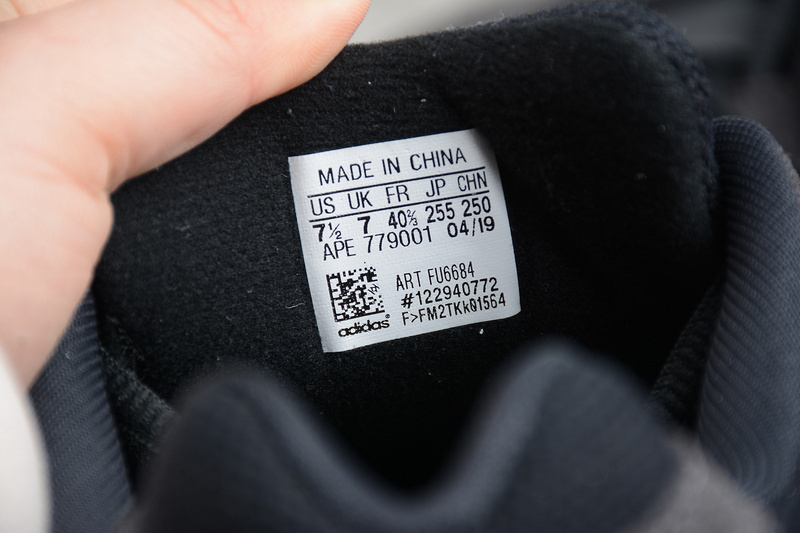 MADE IN CHINA
US UK FR JP CHN
7½ 7 40⅔ 255 250
APE 779001 04/19
ART FU6684
#122940772
F>FM2TKk01564
adidas®